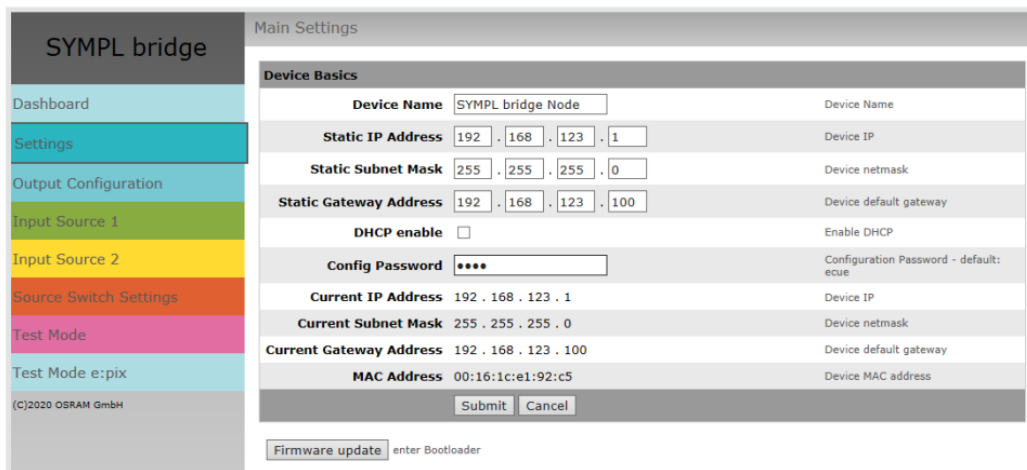 SYMPL bridge
Dashboard
Settings
Output Configuration
Input Source 1
Input Source 2
Source Switch Settings
Test Mode
Test Mode e:pix
(C)2020 OSRAM GmbH
Main Settings
Device Basics
Device Name SYMPL bridge Node Device Name
Static IP Address 192 . 168 . 123 . 1 Device IP
Static Subnet Mask 255 . 255 . 255 . 0 Device netmask
Static Gateway Address 192 . 168 . 123 . 100 Device default gateway
DHCP enable Enable DHCP
Config Password •••• Configuration Password - default:
ecue
Current IP Address 192 . 168 . 123 . 1 Device IP
Current Subnet Mask 255 . 255 . 255 . 0 Device netmask
Current Gateway Address 192 . 168 . 123 . 100 Device default gateway
MAC Address 00:16:1c:e1:92:c5 Device MAC address
Submit Cancel
Firmware update enter Bootloader